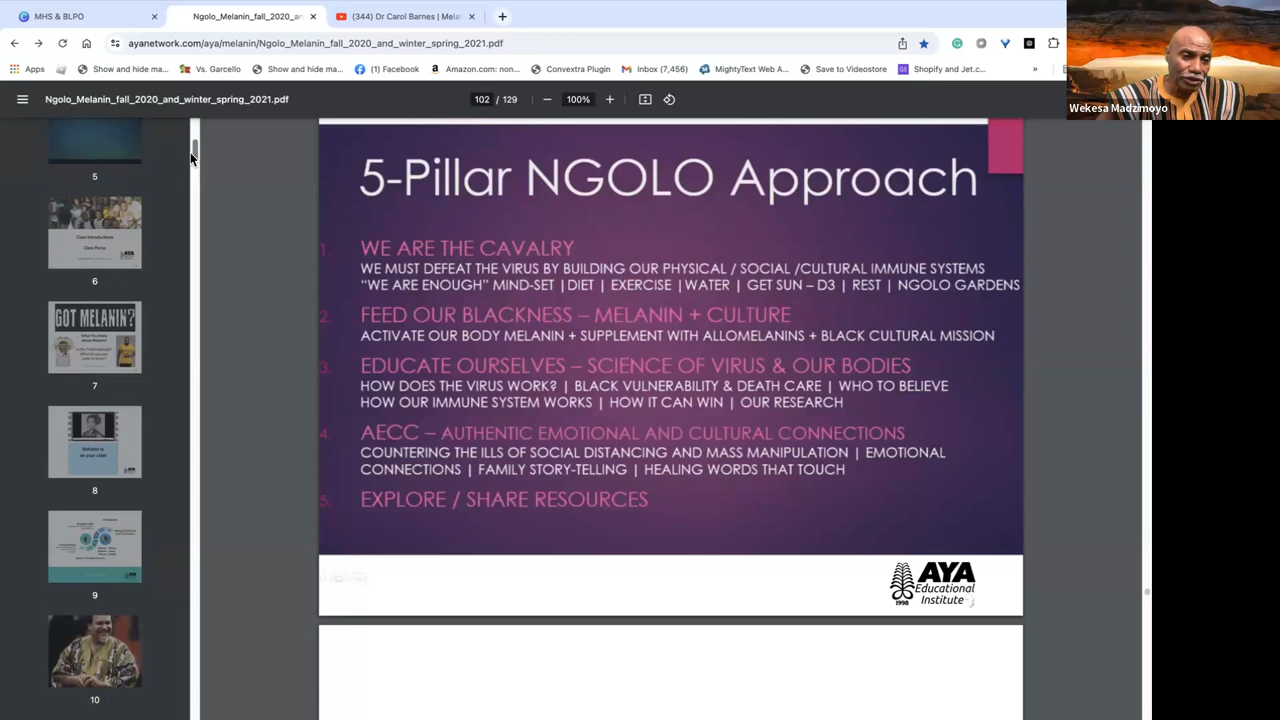 MHS & BLPO
Ngolo_Melanin_fall_2020_an
(344) Dr Carol Barnes | Mela
ayanetwork.com/aya/melanin/Ngolo_Melanin_fall_2020_and_winter_spring_2021.pdf
Apps
Show and hide ma...
Vs. Garcello
Show and hide ma...
(1) Facebook
Amazon.com: nonn...
Convextra Plugin
Inbox (7,456)
MightyText Web A...
Save to Videostore
Shopify and Jet.c...
»
Wekesa Madzimoyo
Ngolo_Melanin_fall_2020_and_winter_spring_2021.pdf
102 / 129
100%
5
Class Introductions
Class Focus
AYA
6
GOT MELANIN?
7
Melanin is
on your side!
8
9
10
5-Pillar NGOLO Approach
1. WE ARE THE CAVALRY
WE MUST DEFEAT THE VIRUS BY BUILDING OUR PHYSICAL / SOCIAL /CULTURAL IMMUNE SYSTEMS
“WE ARE ENOUGH” MIND-SET | DIET | EXERCISE | WATER | GET SUN – D3 | REST | NGOLO GARDENS
2. FEED OUR BLACKNESS – MELANIN + CULTURE
ACTIVATE OUR BODY MELANIN + SUPPLEMENT WITH ALLOMELANINS + BLACK CULTURAL MISSION
3. EDUCATE OURSELVES – SCIENCE OF VIRUS & OUR BODIES
HOW DOES THE VIRUS WORK? | BLACK VULNERABILITY & DEATH CARE | WHO TO BELIEVE
HOW OUR IMMUNE SYSTEM WORKS | HOW IT CAN WIN | OUR RESEARCH
4. AECC – AUTHENTIC EMOTIONAL AND CULTURAL CONNECTIONS
COUNTERING THE ILLS OF SOCIAL DISTANCING AND MASS MANIPULATION | EMOTIONAL
CONNECTIONS | FAMILY STORY-TELLING | HEALING WORDS THAT TOUCH
5. EXPLORE / SHARE RESOURCES
AYA
Educational
Institute
1998